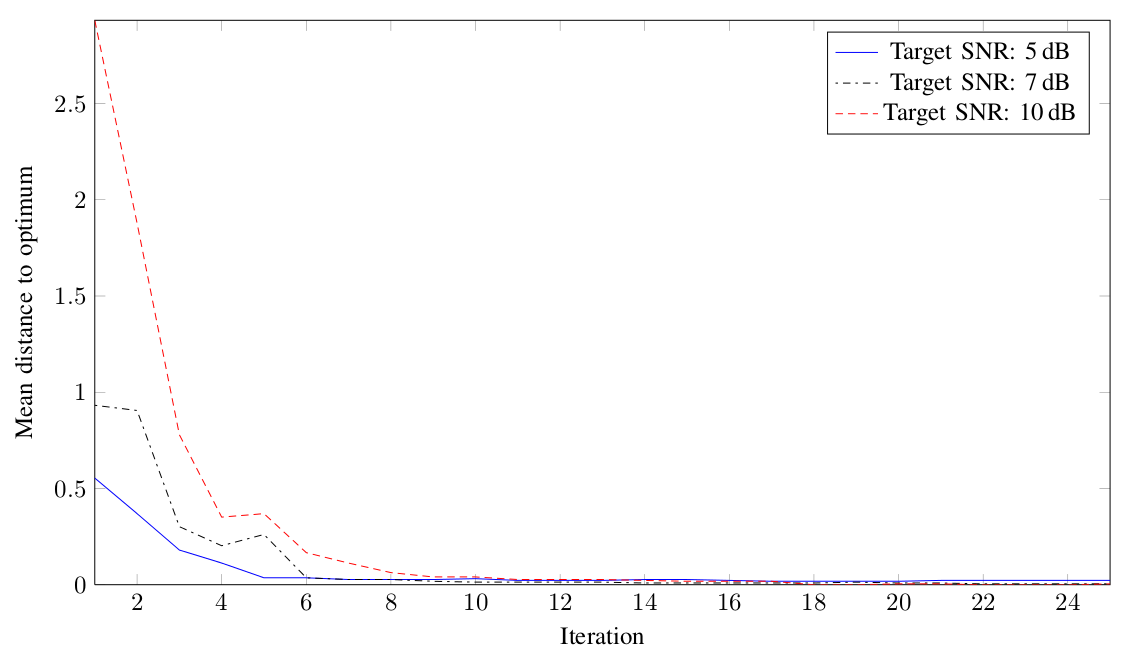 Target SNR: 5 dB
Target SNR: 7 dB
Target SNR: 10 dB
Mean distance to optimum
2.5
2
1.5
1
0.5
0
2 4 6 8 10 12 14 16 18 20 22 24
Iteration